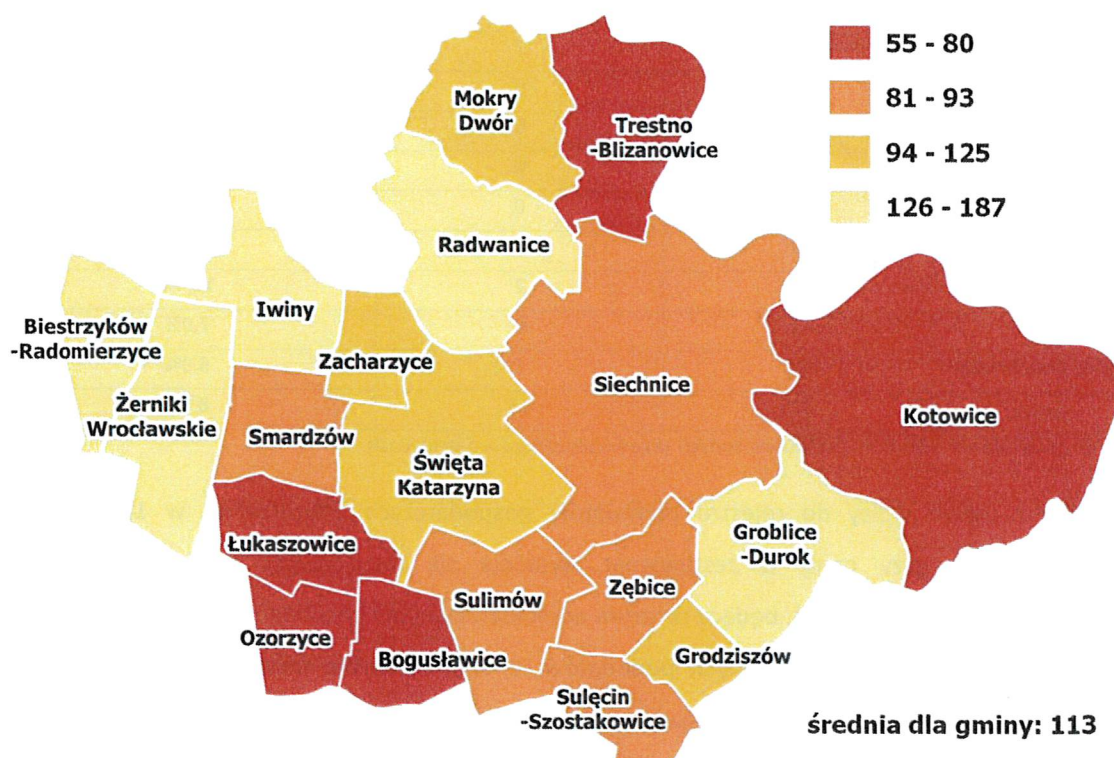 55 - 80
81 - 93
94 - 125
126 - 187
Mokry
Dwór
Trestno
-Blizanowice
Radwanice
Iwiny
Biestrzyków
-Radomierzyce
Zacharzyce
Siechnice
Kotowice
Żerniki
Wrocławskie
Smardzów
Święta
Katarzyna
Łukaszowice
Groblice
-Durok
Sulimów
Zębice
Ozorzyce
Bogusławice
Grodziszów
Sulęcin
-Szostakowice
średnia dla gminy: 113